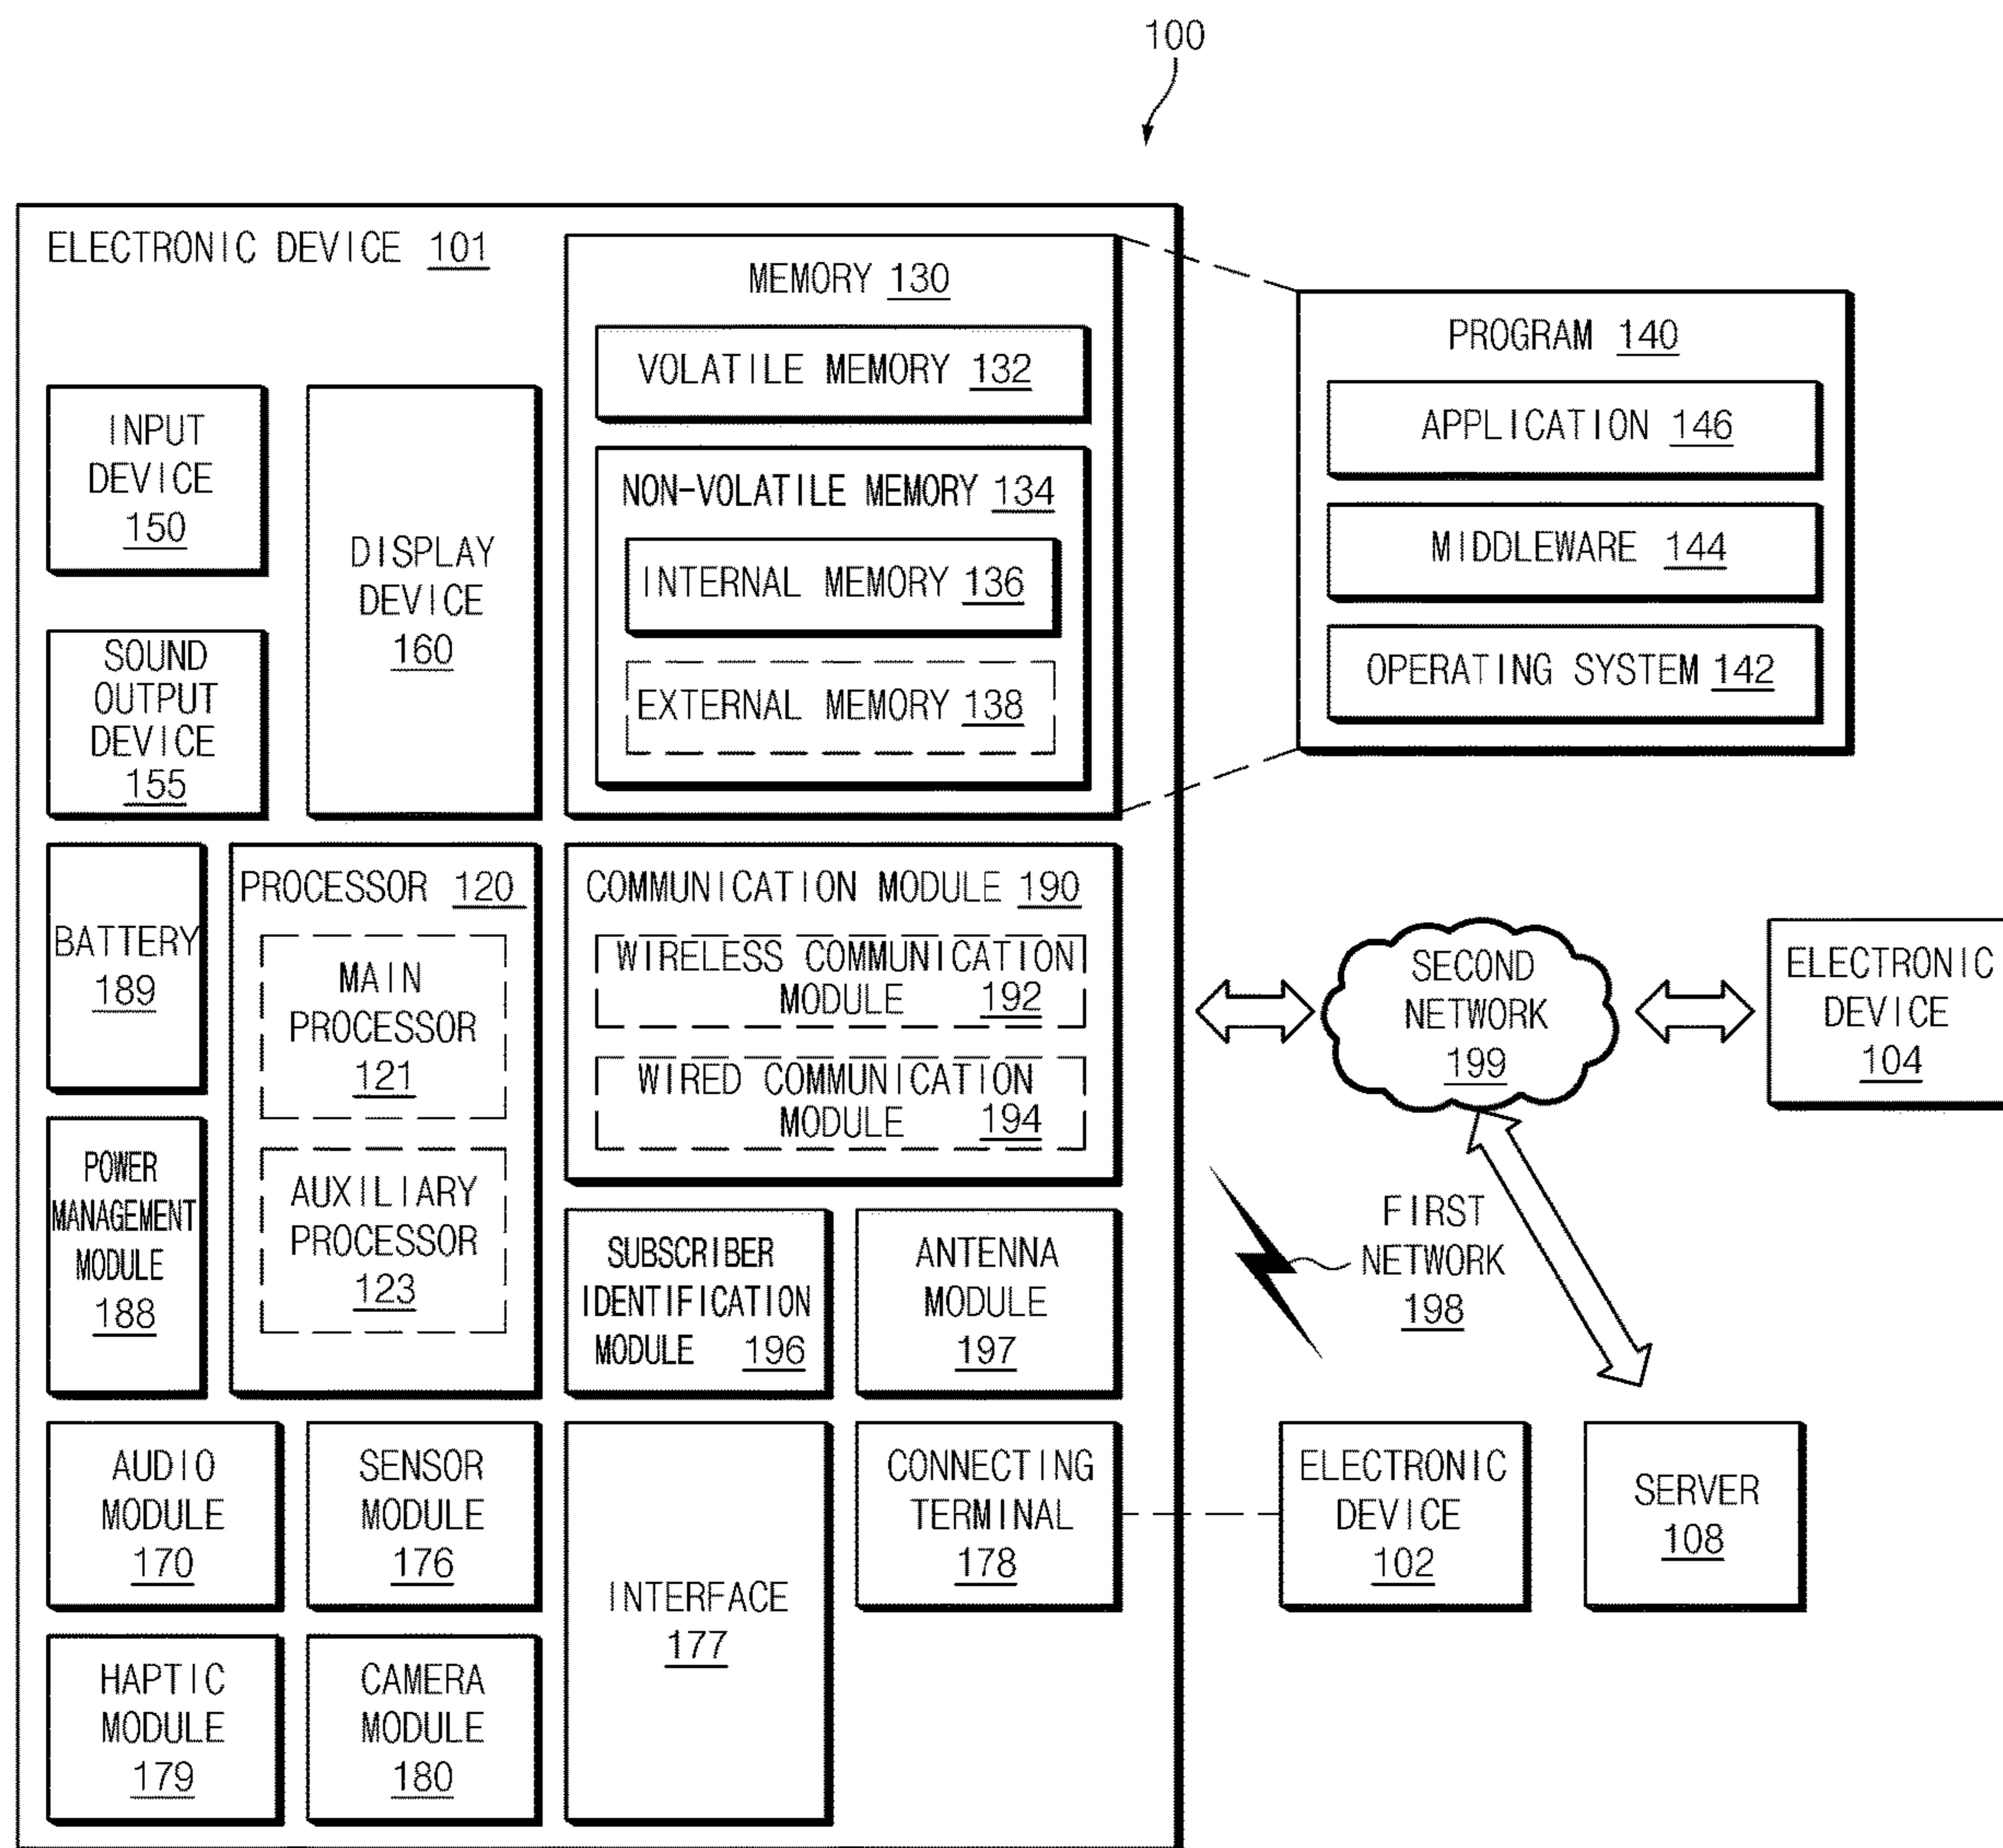 100
ELECTRONIC DEVICE 101
MEMORY 130
VOLATILE MEMORY 132
NON-VOLATILE MEMORY 134
INTERNAL MEMORY 136
EXTERNAL MEMORY 138
PROGRAM 140
APPLICATION 146
MIDDLEWARE 144
OPERATING SYSTEM 142
INPUT
DEVICE
150
DISPLAY
DEVICE
160
SOUND
OUTPUT
DEVICE
155
BATTERY
189
PROCESSOR 120
MAIN
PROCESSOR
121
AUXILIARY
PROCESSOR
123
POWER
MANAGEMENT
MODULE
188
COMMUNICATION MODULE 190
WIRELESS COMMUNICATION
MODULE 192
WIRED COMMUNICATION
MODULE 194
SECOND
NETWORK
199
ELECTRONIC
DEVICE
104
SUBSCRIBER
IDENTIFICATION
MODULE 196
ANTENNA
MODULE
197
FIRST
NETWORK
198
AUDIO
MODULE
170
SENSOR
MODULE
176
INTERFACE
177
CONNECTING
TERMINAL
178
ELECTRONIC
DEVICE
102
SERVER
108
HAPTIC
MODULE
179
CAMERA
MODULE
180